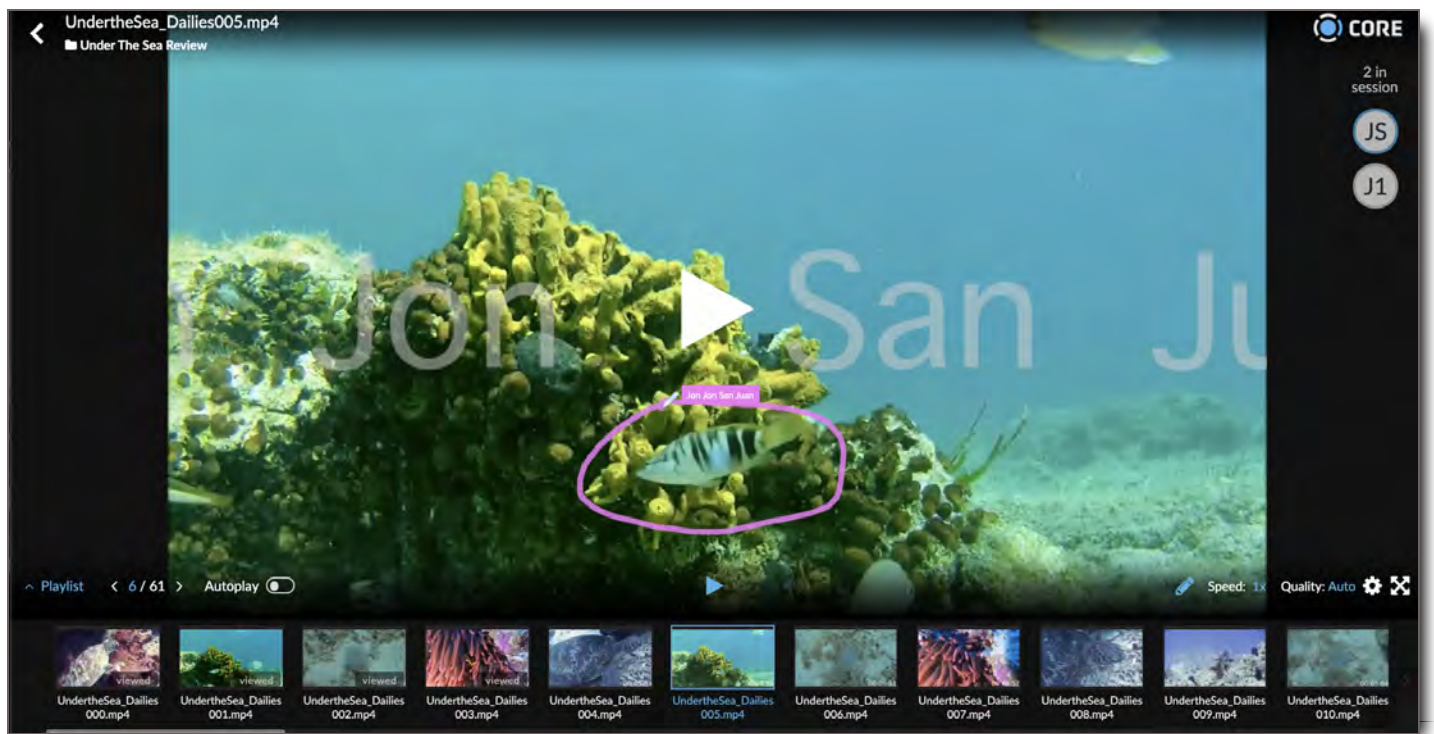 UndertheSea_Dailies005.mp4
Under The Sea Review
CORE
2 in
session
JS
J1
Jon San Ju
Jon Jon San Juan
Playlist < 6 / 61 > Autoplay
Speed: 1x Quality: Auto
viewed
viewed
viewed
viewed
UndertheSea_Dailies
000.mp4
UndertheSea_Dailies
001.mp4
UndertheSea_Dailies
002.mp4
UndertheSea_Dailies
003.mp4
UndertheSea_Dailies
004.mp4
UndertheSea_Dailies
005.mp4
UndertheSea_Dailies
006.mp4
UndertheSea_Dailies
007.mp4
UndertheSea_Dailies
008.mp4
UndertheSea_Dailies
009.mp4
UndertheSea_Dailies
010.mp4